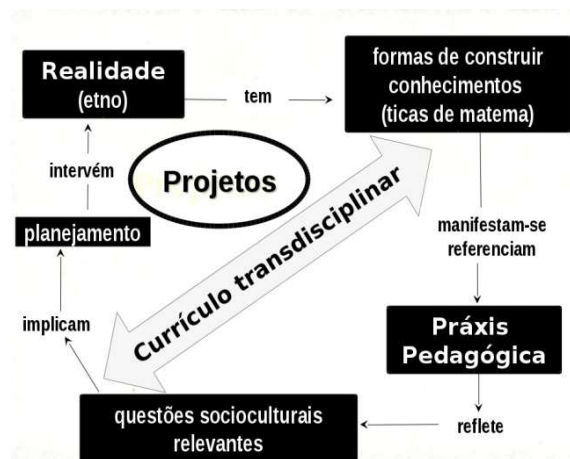 Realidade
(etno)
tem
formas de construir
conhecimentos
(ticas de matema)
intervém
Projetos
planejamento
Currículo transdisciplinar
manifestam-se
referenciam
implicam
Práxis
Pedagógica
questões socioculturais
relevantes
reflete